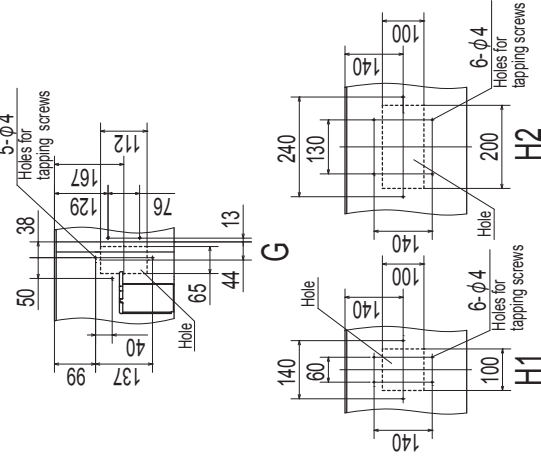 5-φ4
Holes for
tapping screws
38
50
167
129
112
76
13
44
65
40
Hole
99
137
G
140
100
240
130
200
140
Hole
6-φ4
Holes for
tapping screws
H2
Hole
140
100
140
60
100
140
6-φ4
Holes for
tapping screws
H1